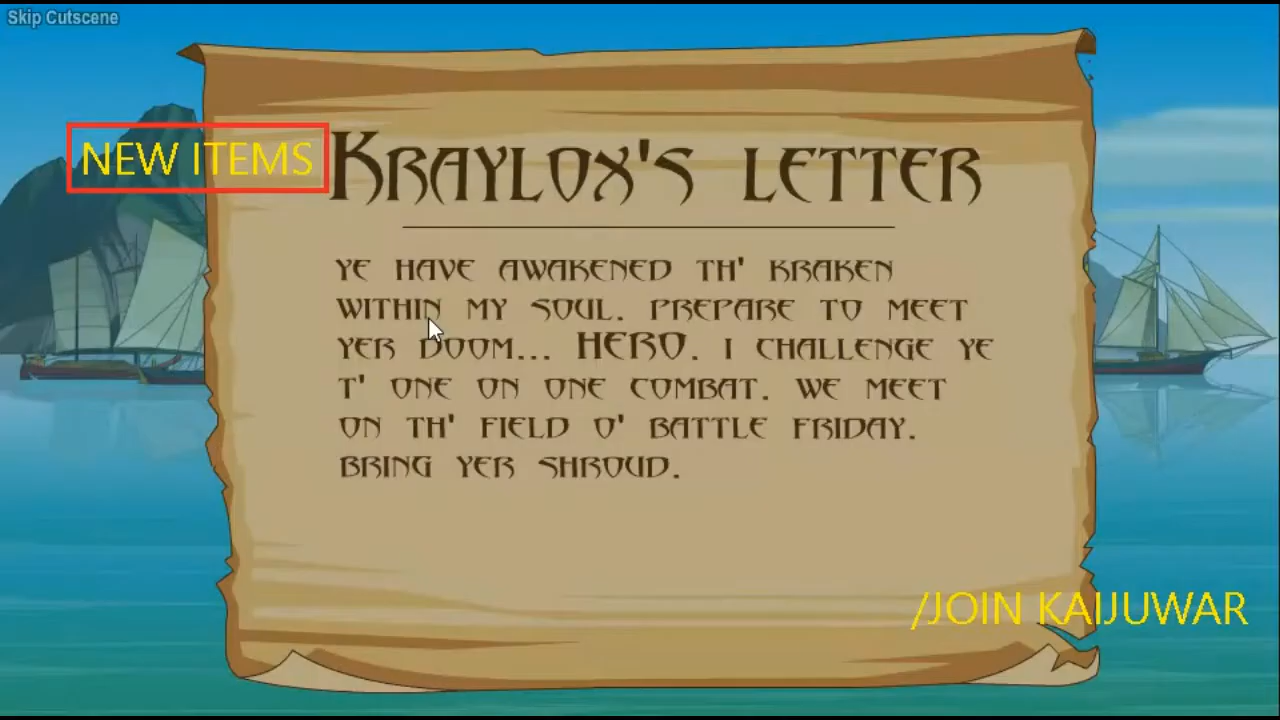 Skip Cutscene
NEW ITEMS
KRAYLOX'S LETTER
YE HAVE AWAKENED TH' KRAKEN
WITHIN MY SOUL. PREPARE TO MEET
YER DOOM... HERO. I CHALLENGE YE
T' ONE ON ONE COMBAT. WE MEET
ON TH' FIELD O' BATTLE FRIDAY.
BRING YER SHROUD.
/JOIN KAIJUWAR